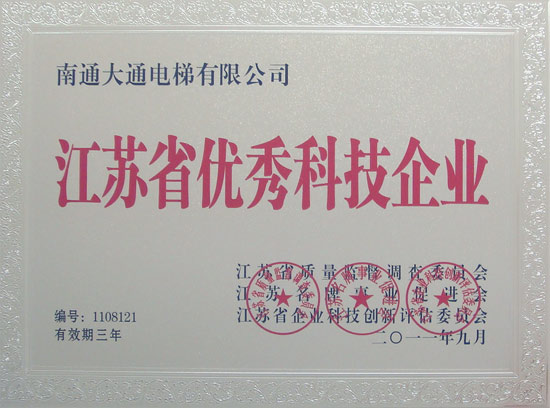 南通大通电梯有限公司
江苏省优秀科技企业
江苏省质量监督调查委员会
江苏名牌事业促进会
江苏省企业科技创新评估委员会
编号：1108121
有效期三年
二〇一一年九月